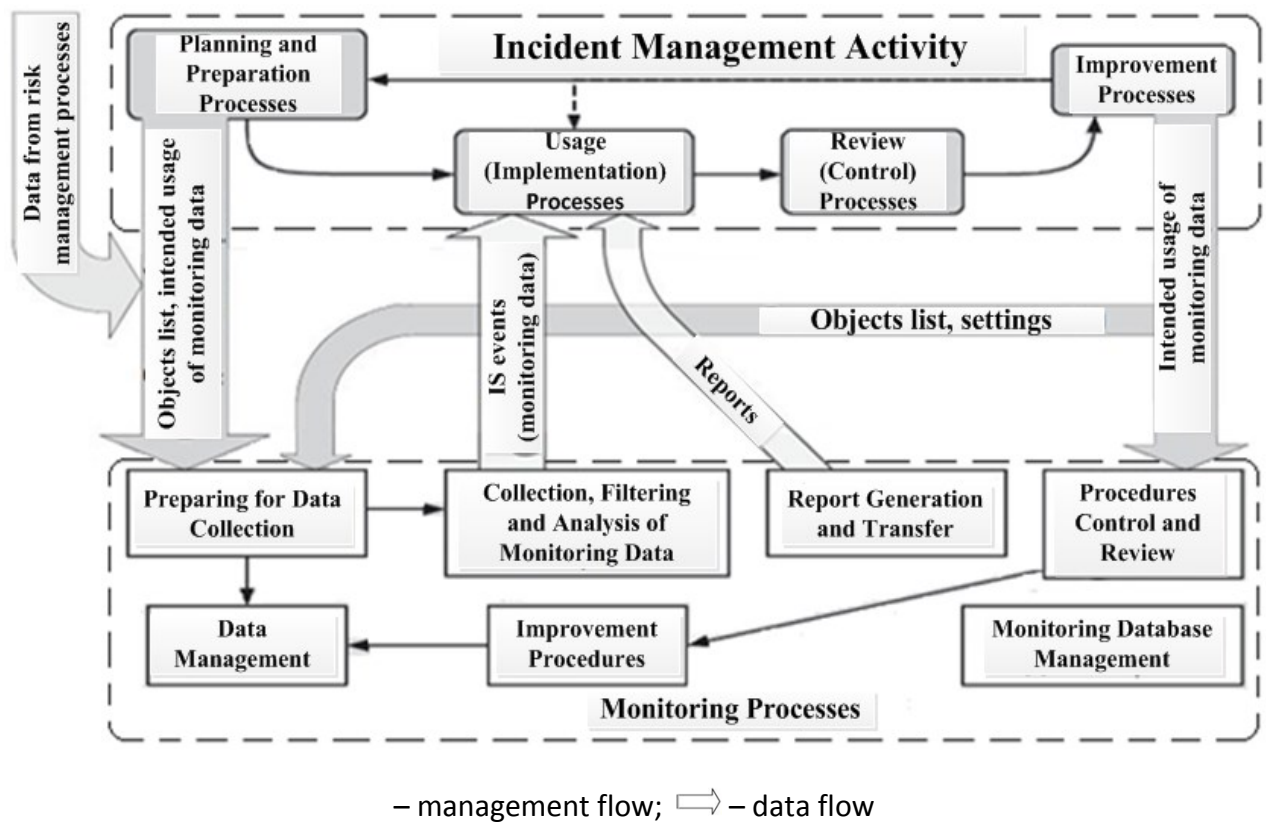 Data from risk
management processes
Planning and
Preparation
Processes
Incident Management Activity
Improvement
Processes
Usage
(Implementation)
Processes
Review
(Control)
Processes
Objects list, intended usage
of monitoring data
IS events
(monitoring data)
Reports
Objects list, settings
Intended usage of
monitoring data
Preparing for Data
Collection
Collection, Filtering
and Analysis of
Monitoring Data
Report Generation
and Transfer
Procedures
Control and
Review
Data
Management
Improvement
Procedures
Monitoring Database
Management
Monitoring Processes
– management flow; – data flow